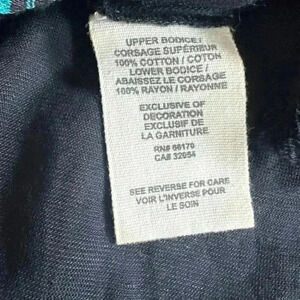 UPPER BODICE /
CORSAGE SUPÉRIEUR
100% COTTON / COTON
LOWER BODICE /
ABAISSEZ LE CORSAGE
100% RAYON / RAYONNE
EXCLUSIVE OF
DECORATION
EXCLUSIF DE
LA GARNITURE
RN# 66170
CA# 32054
SEE REVERSE FOR CARE
VOIR L'INVERSE POUR
LE SOIN